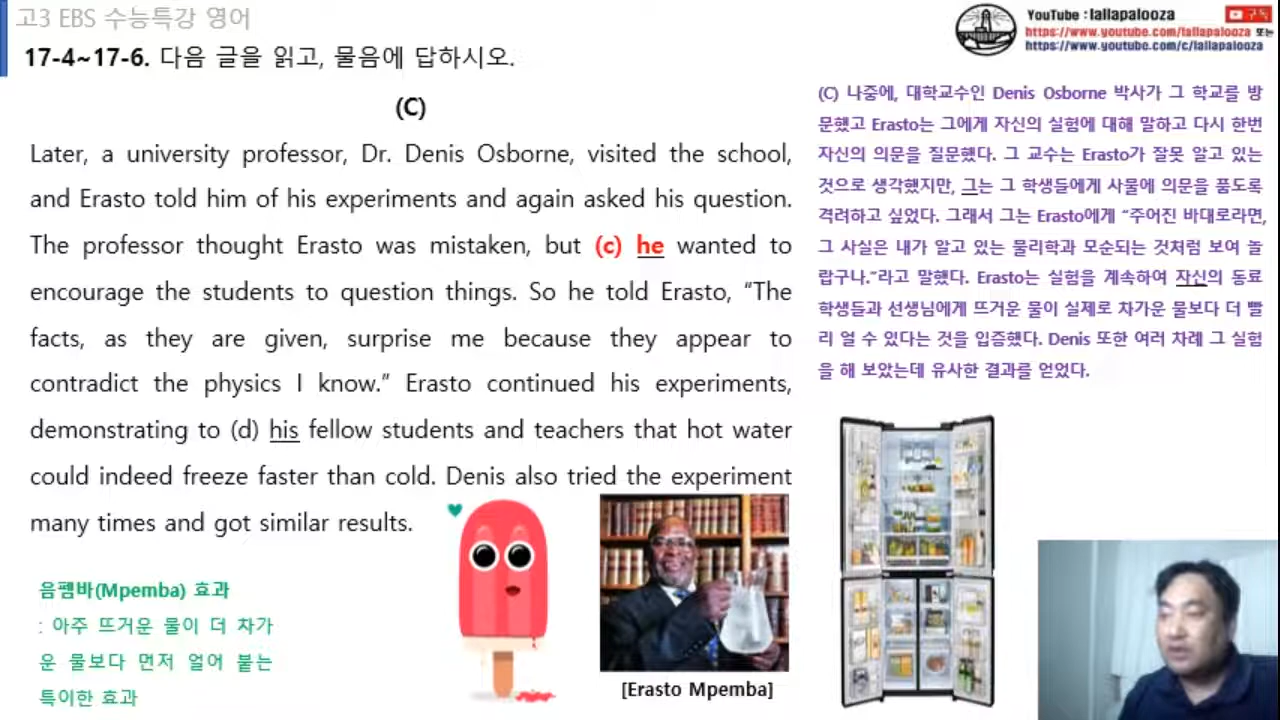 고3 EBS 수능특강 영어
17-4~17-6. 다음 글을 읽고, 물음에 답하시오.
YouTube : lallapalooza
구독
https://www.youtube.com/lallapalooza 또는
https://www.youtube.com/c/lallapalooza
(C)
Later, a university professor, Dr. Denis Osborne, visited the school,
and Erasto told him of his experiments and again asked his question.
The professor thought Erasto was mistaken, but (c) he wanted to
encourage the students to question things. So he told Erasto, “The
facts, as they are given, surprise me because they appear to
contradict the physics I know.” Erasto continued his experiments,
demonstrating to (d) his fellow students and teachers that hot water
could indeed freeze faster than cold. Denis also tried the experiment
many times and got similar results.
(C) 나중에, 대학교수인 Denis Osborne 박사가 그 학교를 방
문했고 Erasto는 그에게 자신의 실험에 대해 말하고 다시 한번
자신의 의문을 질문했다. 그 교수는 Erasto가 잘못 알고 있는
것으로 생각했지만, 그는 그 학생들에게 사물에 의문을 품도록
격려하고 싶었다. 그래서 그는 Erasto에게 “주어진 바대로라면,
그 사실은 내가 알고 있는 물리학과 모순되는 것처럼 보여 놀
랍구나.”라고 말했다. Erasto는 실험을 계속하여 자신의 동료
학생들과 선생님에게 뜨거운 물이 실제로 차가운 물보다 더 빨
리 얼 수 있다는 것을 입증했다. Denis 또한 여러 차례 그 실험
을 해 보았는데 유사한 결과를 얻었다.
음펨바(Mpemba) 효과
: 아주 뜨거운 물이 더 차가
운 물보다 먼저 얼어 붙는
특이한 효과
[Erasto Mpemba]